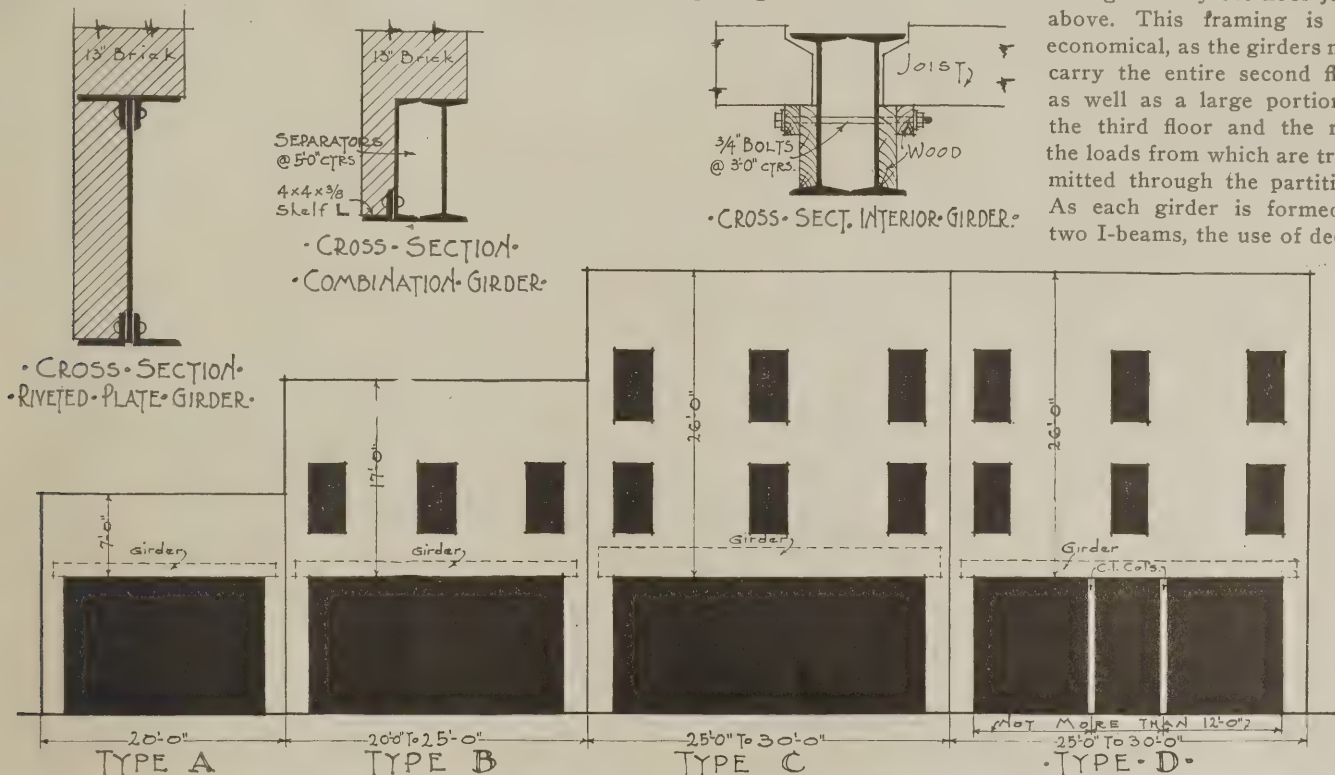 13" Brick
• CROSS • SECTION •
• RIVETED • PLATE • GIRDER •
13" Brick
SEPARATORS
@ 5'0" CTRS
4 x 4 x 3/8
Shelf L
• CROSS • SECTION •
• COMBINATION • GIRDER •
JOIST
3/4" BOLTS
@ 3'0" CTRS.
WOOD
• CROSS • SECT. INTERIOR • GIRDER •
above. This framing is
economical, as the girders
carry the entire second
as well as a large portion
the third floor and the
the loads from which are
mitted through the
As each girder is formed
two I-beams, the use of
7'-0"
Girder
20'-0"
TYPE A
17'-0"
Girder
20'0" To 25'-0"
TYPE B
26'-0"
Girder
25'0" To 30'-0"
TYPE C
26'-0"
Girder
C.I. Cols.
NOT MORE THAN 12'-0"
25'-0" To 30'-0"
• TYPE • D •